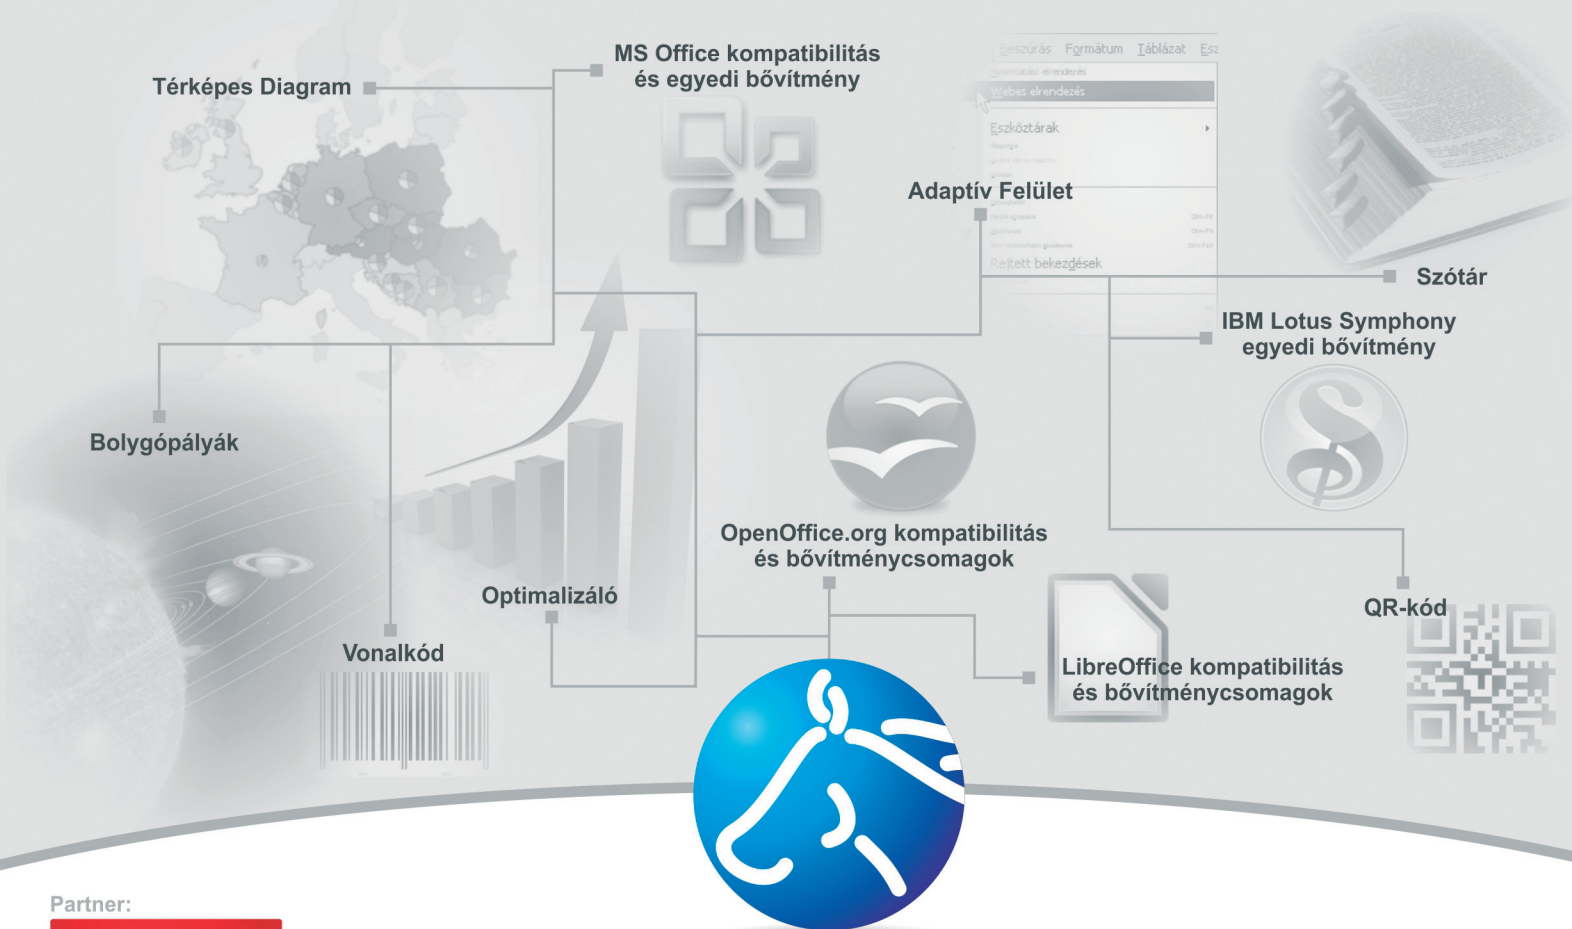 MS Office kompatibilitás
és egyedi bővítmény
Térképes Diagram
Beszúrás Formátum Táblázat
Webes elrendezés
Eszköztárak
Adaptív Felület
Rejtett bekezdések
Szótár
IBM Lotus Symphony
egyedi bővítmény
Bolygópályák
OpenOffice.org kompatibilitás
és bővítménycsomagok
Optimalizáló
QR-kód
Vonalkód
LibreOffice kompatibilitás
és bővítménycsomagok
Partner: